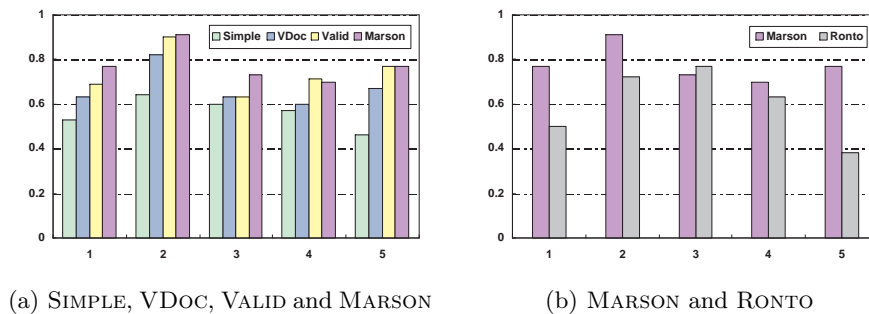 1
0.8
0.6
0.4
0.2
0
Simple VDoc Valid Marson
1 2 3 4 5
(a) SIMPLE, VDOC, VALID and MARSON
1
0.8
0.6
0.4
0.2
0
Marson Ronto
1 2 3 4 5
(b) MARSON and RONTO